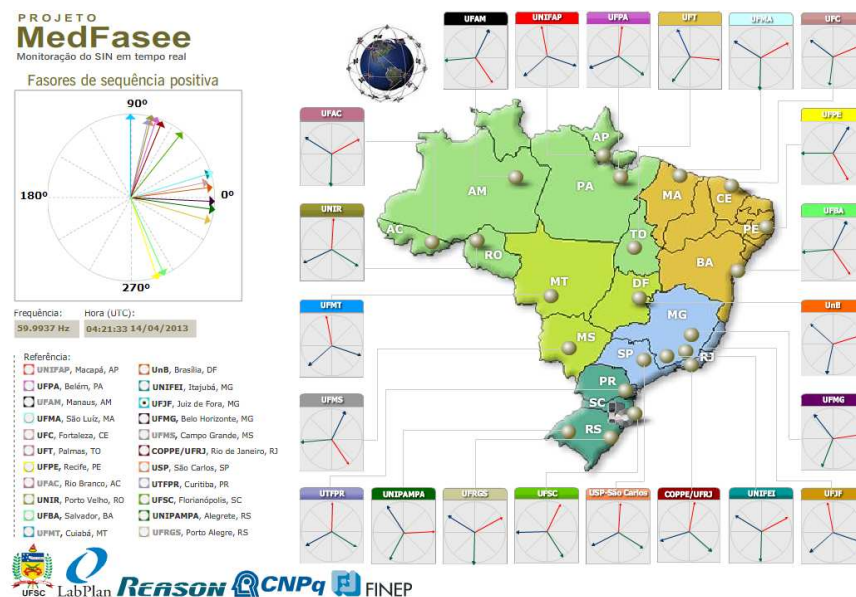 PROJETO
MedFasee
Monitoração do SIN em tempo real
Fasores de sequência positiva
90º
180º
0º
270º
Frequência:
Hora (UTC):
59.9937 Hz
04:21:33 14/04/2013
Referência:
UNIFAP, Macapá, AP
UFPA, Belém, PA
UFAM, Manaus, AM
UFMA, São Luíz, MA
UFC, Fortaleza, CE
UFT, Palmas, TO
UFPE, Recife, PE
UFAC, Rio Branco, AC
UNIR, Porto Velho, RO
UFBA, Salvador, BA
UFMT, Cuiabá, MT
UnB, Brasília, DF
UNIFEI, Itajubá, MG
UFJF, Juiz de Fora, MG
UFMG, Belo Horizonte, MG
UFMS, Campo Grande, MS
COPPE/UFRJ, Rio de Janeiro, RJ
USP, São Carlos, SP
UTFPR, Curitiba, PR
UFSC, Florianópolis, SC
UNIPAMPA, Alegrete, RS
UFRGS, Porto Alegre, RS
UFAM
UNIFAP
UFPA
UFT
UFMA
UFC
UFAC
UFPE
UNIR
UFBA
UFMT
UnB
UFMS
UFMG
UTFPR
UNIPAMPA
UFRGS
UFSC
USP-São Carlos
COPPE/UFRJ
UNIFEI
UFJF
AP
AM
PA
MA
CE
AC
RO
TO
PE
BA
MT
DF
MG
MS
SP
RJ
PR
SC
RS
UFSC
LabPlan
REASON
CNPq
FINEP